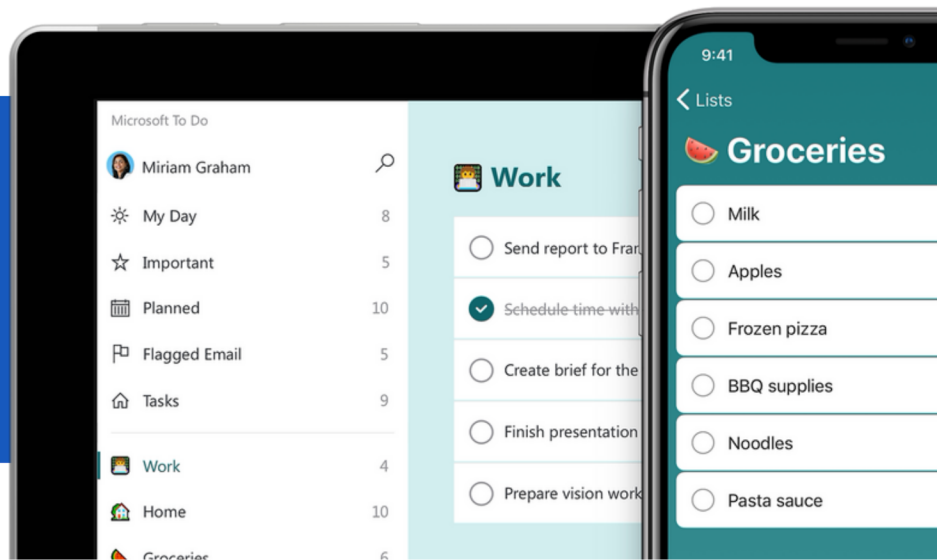 Microsoft To Do
Miriam Graham
My Day 8
Important 5
Planned 10
Flagged Email 5
Tasks 9
Work 4
Home 10
Groceries 6
Work
Send report to
Schedule time with
Create brief for the
Finish presentation
Prepare vision work
9:41
Lists
Groceries
Milk
Apples
Frozen pizza
BBQ supplies
Noodles
Pasta sauce